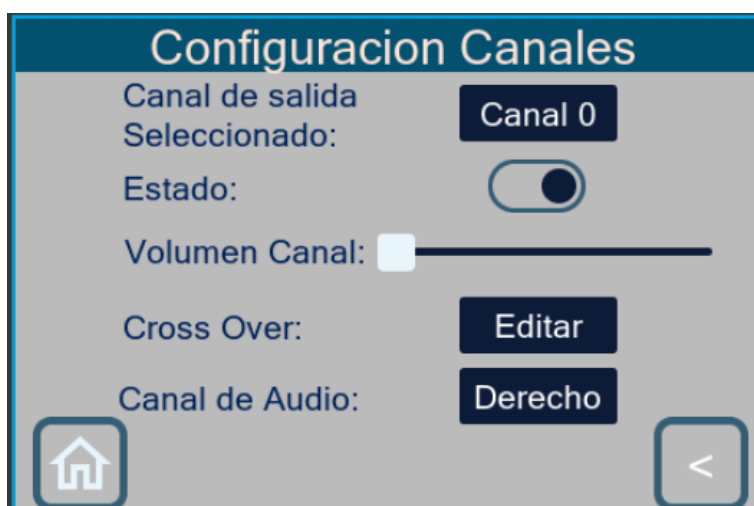 Configuracion Canales
Canal de salida
Seleccionado:
Canal 0
Estado:
Volumen Canal:
Cross Over:
Editar
Canal de Audio:
Derecho
<